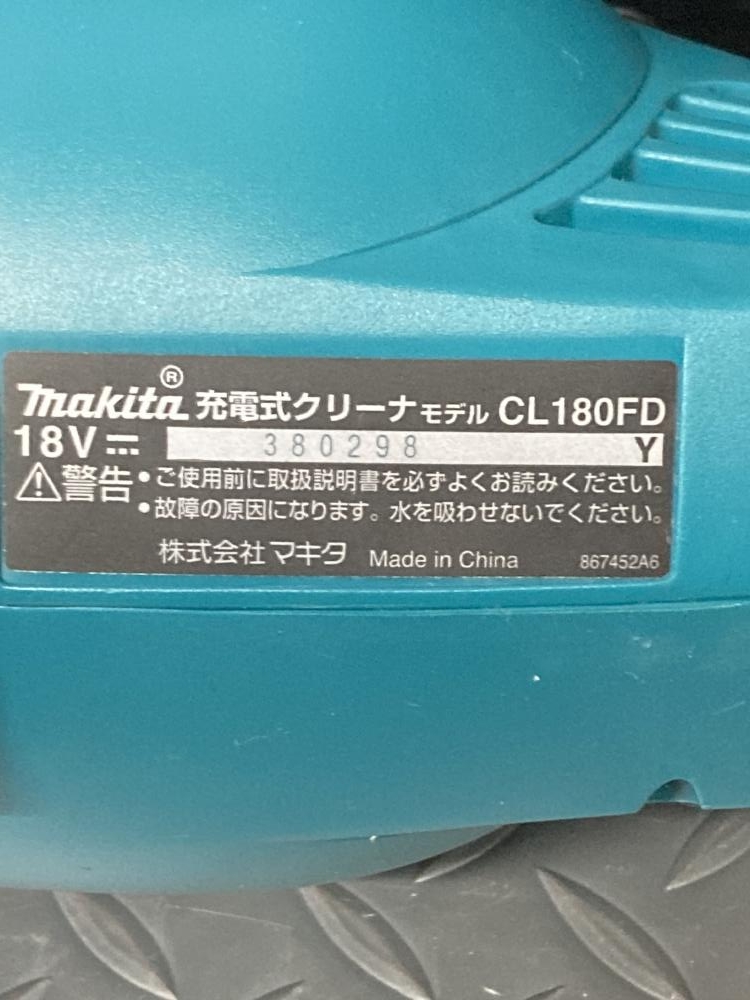 makita® 充電式クリーナ モデル CL180FD
18V⎓ 380298 Y
⚠警告 •ご使用前に取扱説明書を必ずよくお読みください。
•故障の原因になります。水を吸わせないでください。
株式会社マキタ Made in China 867452A6